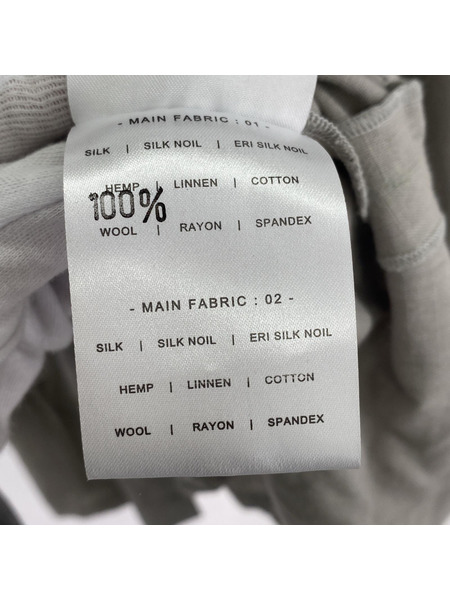 - MAIN FABRIC : 01 -
SILK | SILK NOIL | ERI SILK NOIL
HEMP | LINNEN | COTTON
100%
WOOL | RAYON | SPANDEX
- MAIN FABRIC : 02 -
SILK | SILK NOIL | ERI SILK NOIL
HEMP | LINNEN | COTTON
WOOL | RAYON | SPANDEX